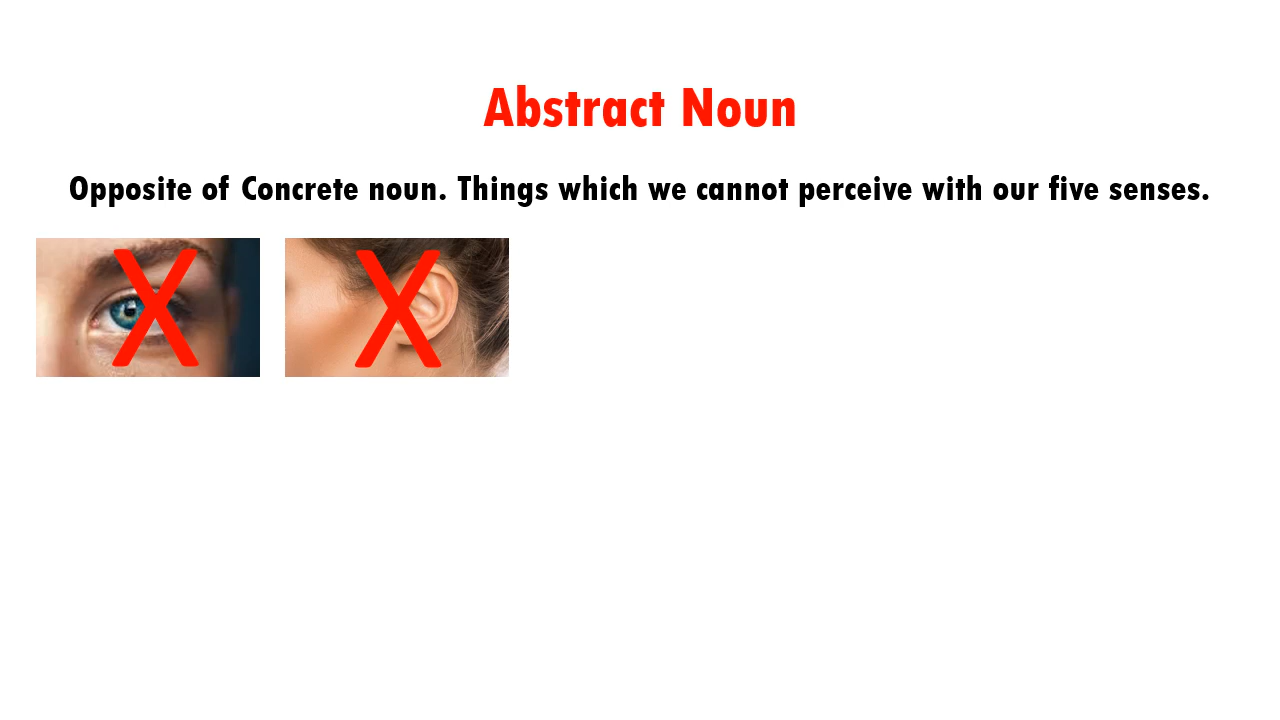 Abstract Noun
Opposite of Concrete noun. Things which we cannot perceive with our five senses.
X X